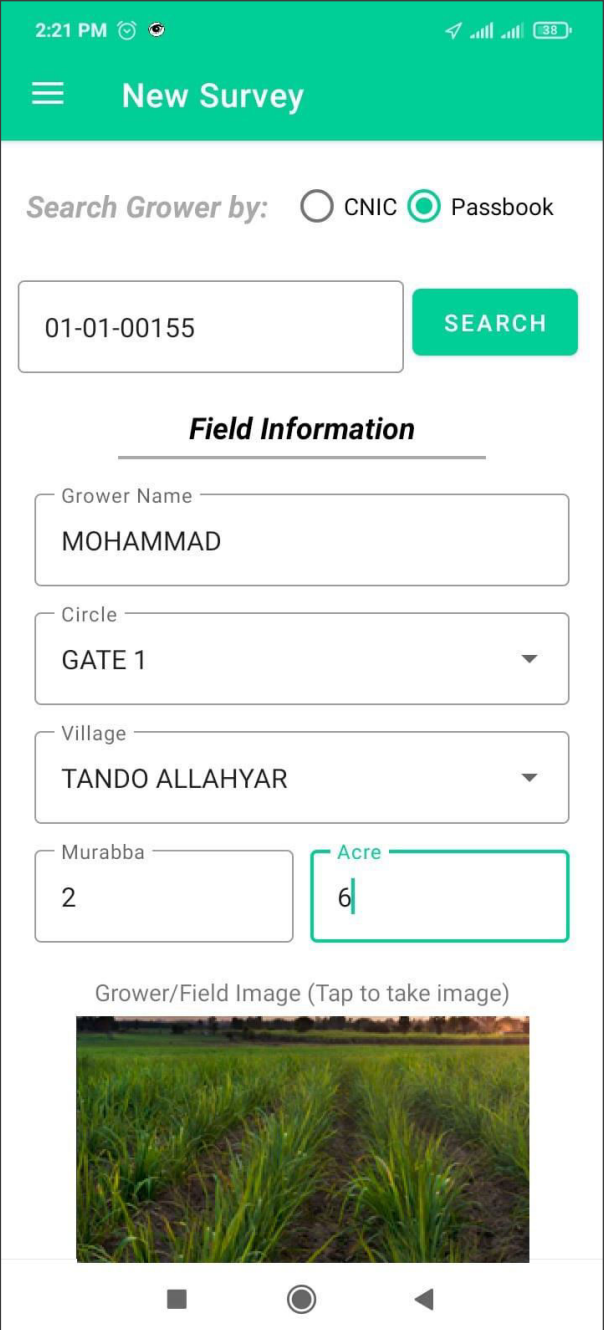 2:21 PM 38
New Survey
Search Grower by: CNIC Passbook
01-01-00155 SEARCH
Field Information
Grower Name
MOHAMMAD
Circle
GATE 1
Village
TANDO ALLAHYAR
Murabba Acre
2 6
Grower/Field Image (Tap to take image)